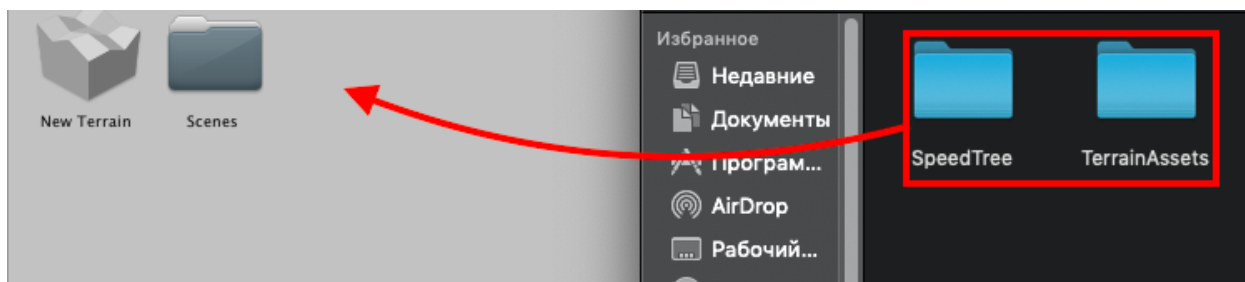 New Terrain
Scenes
Избранное
Недавние
Документы
Програм...
AirDrop
Рабочий...
SpeedTree
TerrainAssets